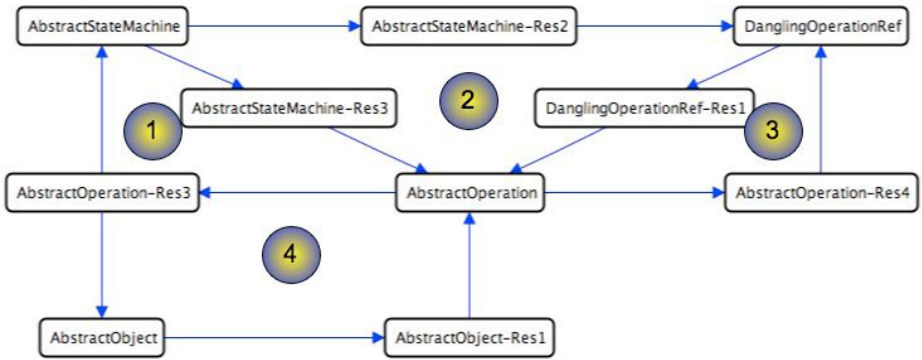 AbstractStateMachine
AbstractStateMachine-Res2
DanglingOperationRef
AbstractStateMachine-Res3
2
DanglingOperationRef-Res1
1
3
AbstractOperation-Res3
AbstractOperation
AbstractOperation-Res4
4
AbstractObject
AbstractObject-Res1